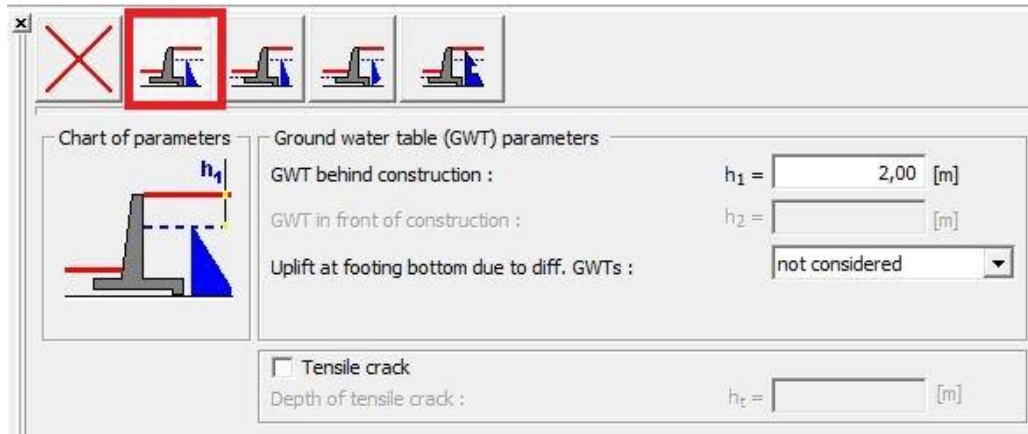 Chart of parameters
h1
Ground water table (GWT) parameters
GWT behind construction : h1 = 2,00 [m]
GWT in front of construction : h2 = [m]
Uplift at footing bottom due to diff. GWTs : not considered
Tensile crack
Depth of tensile crack : ht = [m]